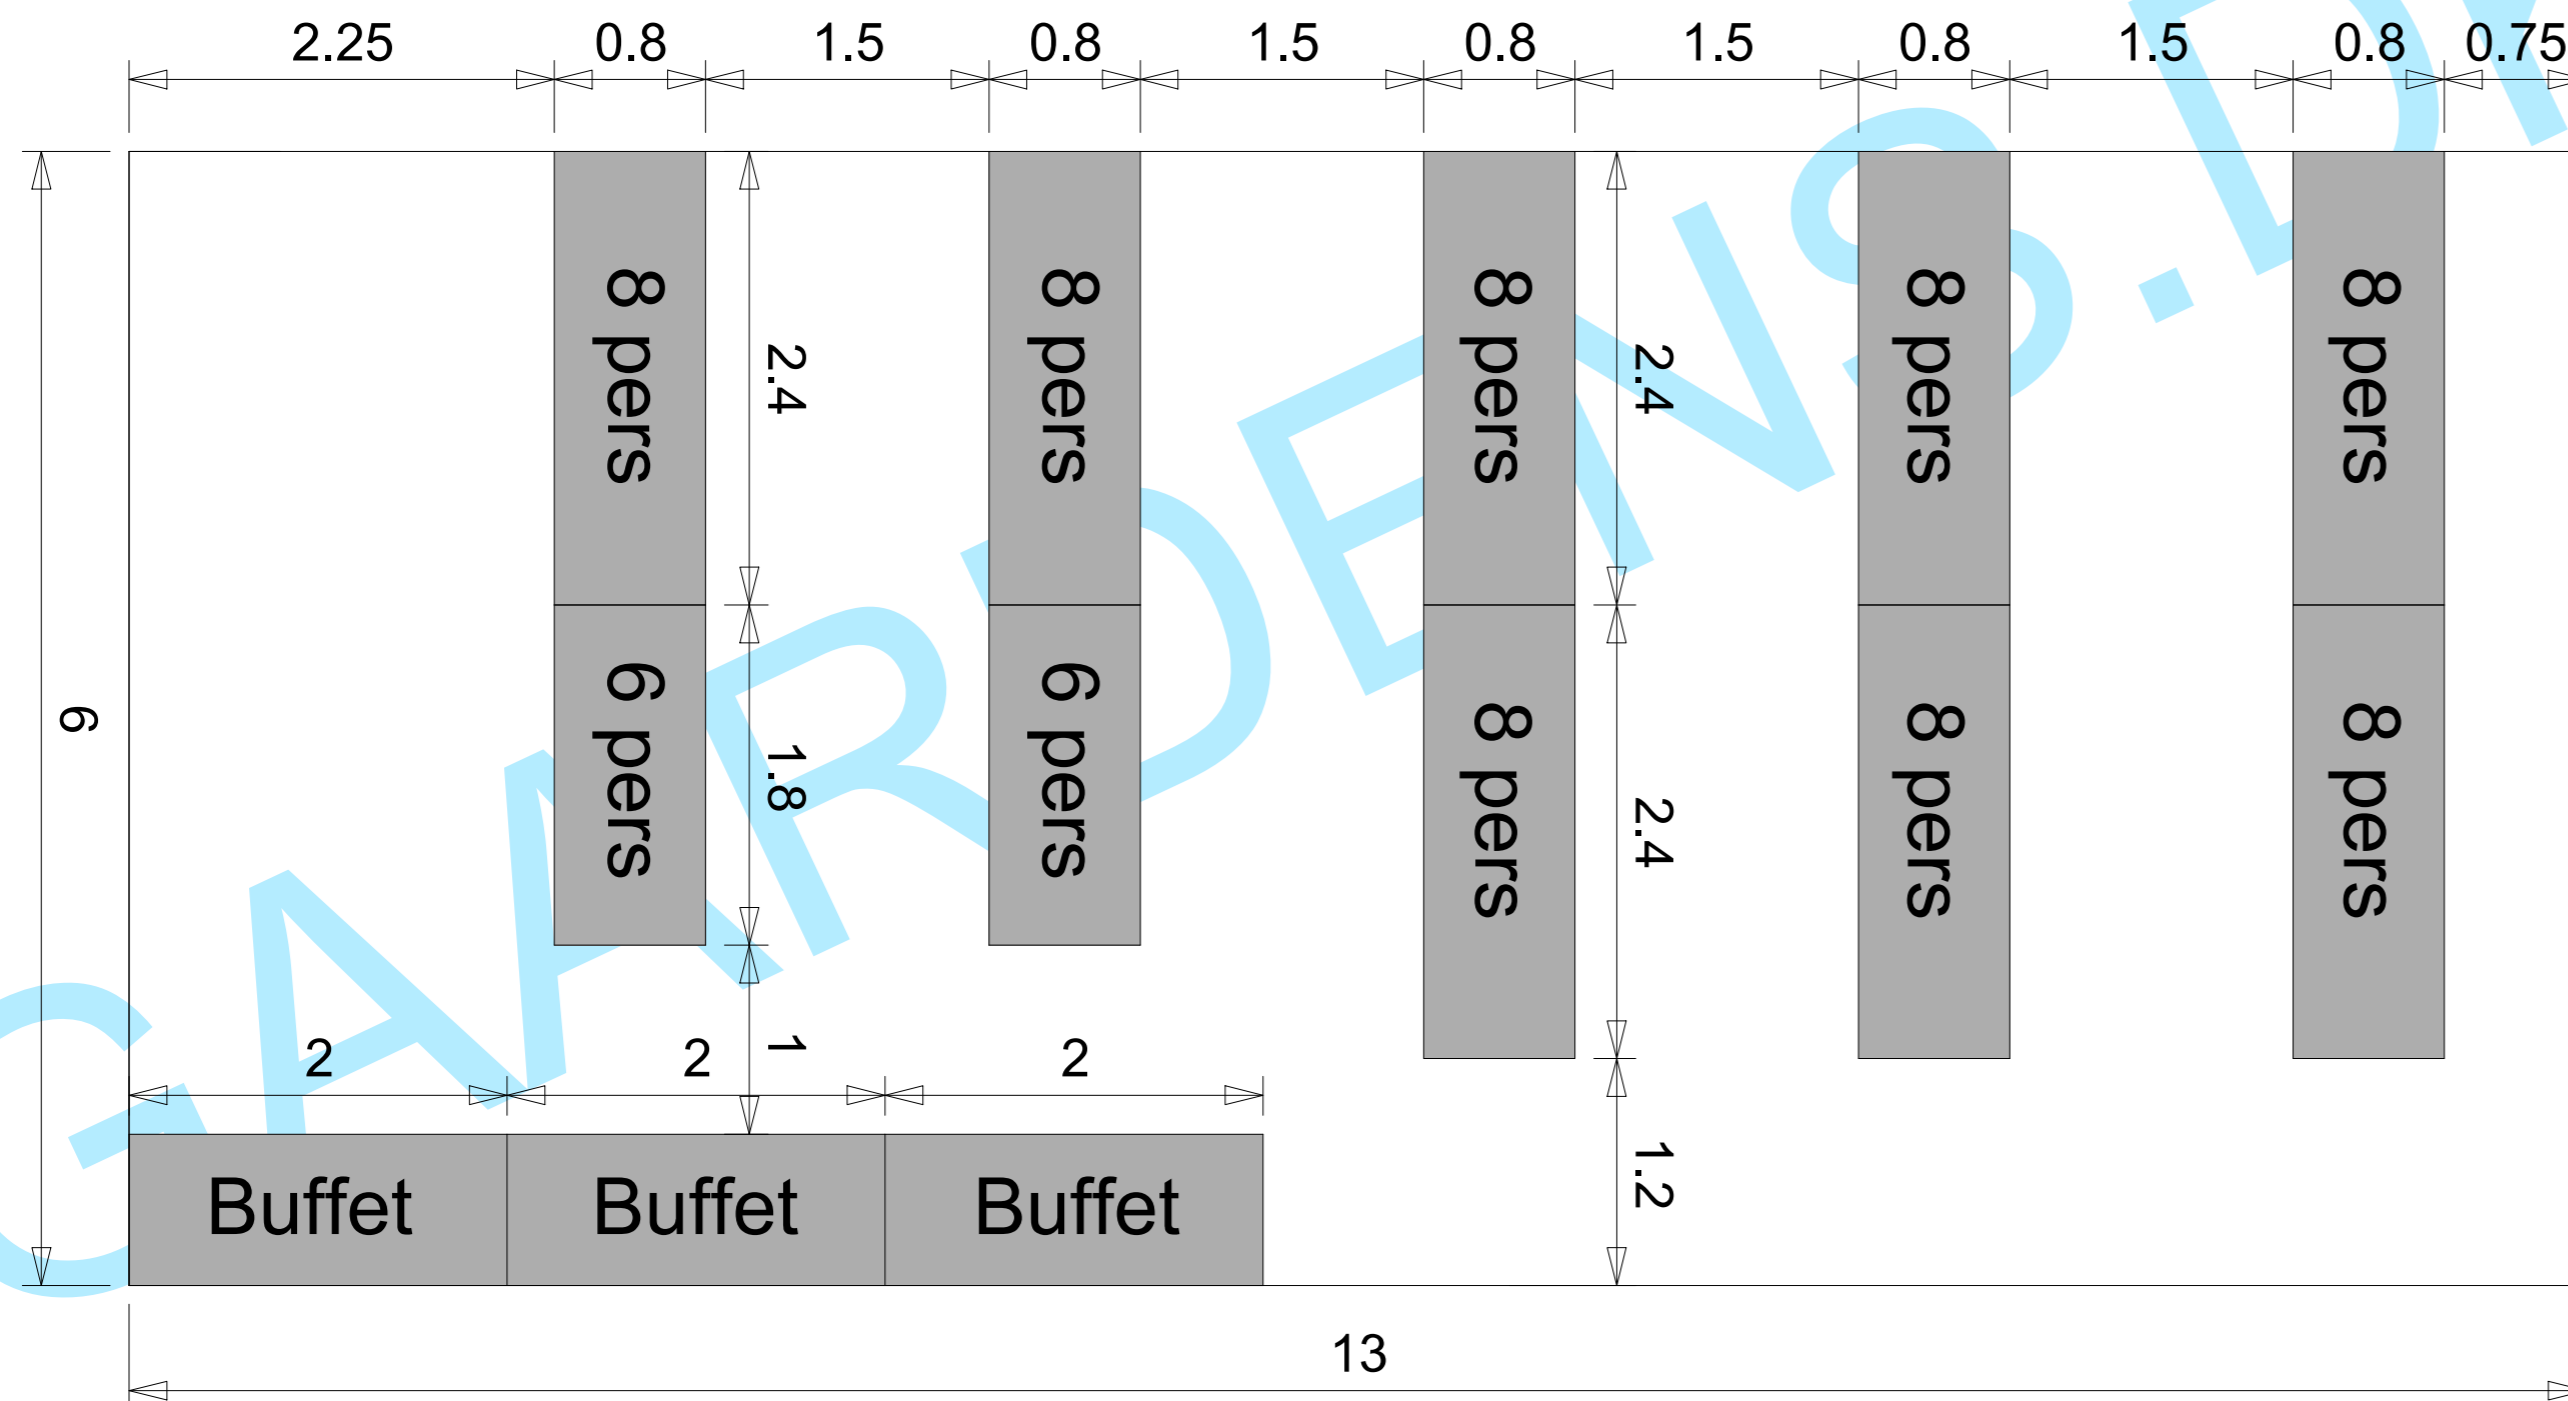 2.25 0.8 1.5 0.8 1.5 0.8 1.5 0.8 1.5 0.8 0.75
8 pers 8 pers 8 pers 8 pers 8 pers
2.4 2.4
6 pers 6 pers 8 pers 8 pers 8 pers
6 1.8 2.4
2 2 1 2
Buffet Buffet Buffet 1.2
13
GAARDENS.D